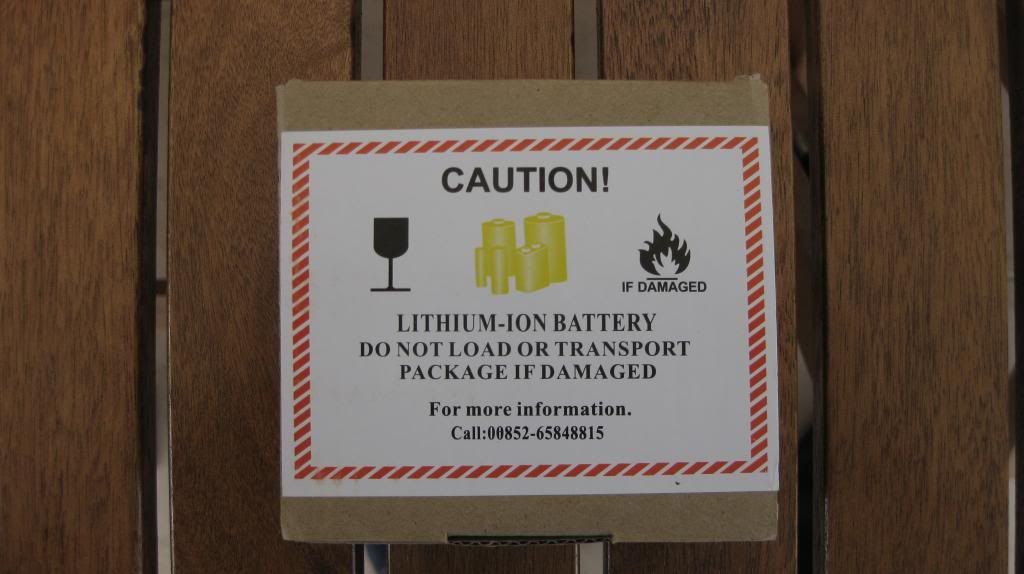 CAUTION!
IF DAMAGED
LITHIUM-ION BATTERY
DO NOT LOAD OR TRANSPORT
PACKAGE IF DAMAGED
For more information.
Call:00852-65848815